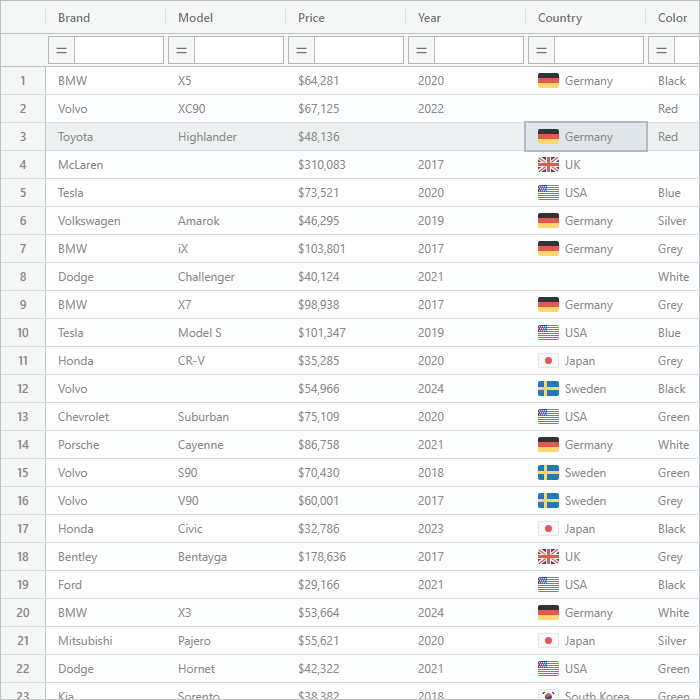 Brand Model Price Year Country Color
= = = = = =
1 BMW X5 $64,281 2020 Germany Black
2 Volvo XC90 $67,125 2022 Red
3 Toyota Highlander $48,136 Germany Red
4 McLaren $310,083 2017 UK
5 Tesla $73,521 2020 USA Blue
6 Volkswagen Amarok $46,295 2019 Germany Silver
7 BMW iX $103,801 2017 Germany Grey
8 Dodge Challenger $40,124 2021 White
9 BMW X7 $98,938 2017 Germany Grey
10 Tesla Model S $101,347 2019 USA Blue
11 Honda CR-V $35,285 2020 Japan Grey
12 Volvo $54,966 2024 Sweden Black
13 Chevrolet Suburban $75,109 2020 USA Green
14 Porsche Cayenne $86,758 2021 Germany White
15 Volvo S90 $70,430 2018 Sweden Green
16 Volvo V90 $60,001 2017 Sweden Grey
17 Honda Civic $32,786 2023 Japan Black
18 Bentley Bentayga $178,636 2017 UK Grey
19 Ford $29,166 2021 USA Black
20 BMW X3 $53,664 2024 Germany White
21 Mitsubishi Pajero $55,621 2020 Japan Silver
22 Dodge Hornet $42,322 2021 USA Green
23 Kia Sorento $38,382 2018 South Korea Green